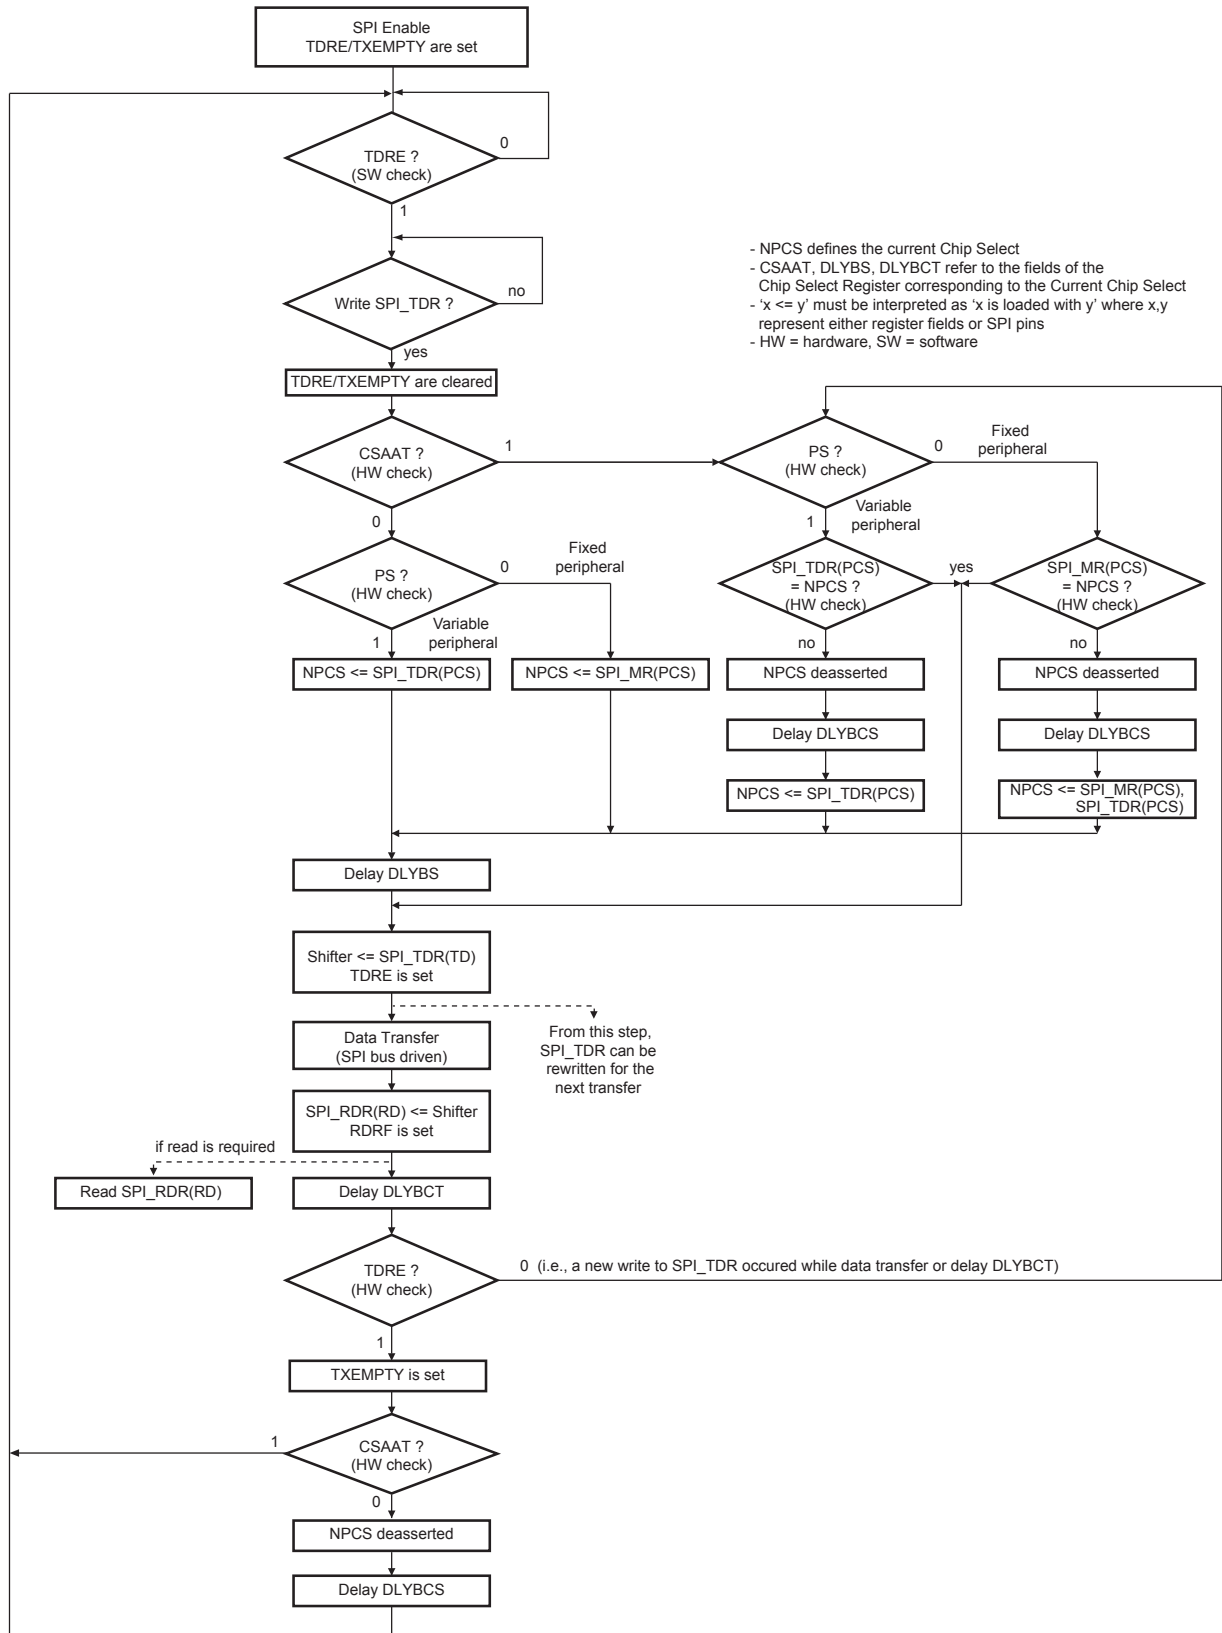 SPI Enable
TDRE/TXEMPTY are set
0
TDRE ?
(SW check)
1
- NPCS defines the current Chip Select
- CSAAT, DLYBS, DLYBCT refer to the fields of the
Chip Select Register corresponding to the Current Chip Select
- ‘x <= y’ must be interpreted as ‘x is loaded with y’ where x,y
represent either register fields or SPI pins
- HW = hardware, SW = software
Write SPI_TDR ?
no
yes
TDRE/TXEMPTY are cleared
CSAAT ?
(HW check)
1
PS ?
(HW check)
0
Fixed
peripheral
0
1
Variable
peripheral
PS ?
(HW check)
0
Fixed
peripheral
SPI_TDR(PCS)
= NPCS ?
(HW check)
yes
SPI_MR(PCS)
= NPCS ?
(HW check)
1
Variable
peripheral
no
no
NPCS <= SPI_TDR(PCS)
NPCS <= SPI_MR(PCS)
NPCS deasserted
NPCS deasserted
Delay DLYBCS
Delay DLYBCS
NPCS <= SPI_TDR(PCS)
NPCS <= SPI_MR(PCS),
SPI_TDR(PCS)
Delay DLYBS
Shifter <= SPI_TDR(TD)
TDRE is set
Data Transfer
(SPI bus driven)
From this step,
SPI_TDR can be
rewritten for the
next transfer
SPI_RDR(RD) <= Shifter
RDRF is set
if read is required
Read SPI_RDR(RD)
Delay DLYBCT
TDRE ?
(HW check)
0 (i.e., a new write to SPI_TDR occured while data transfer or delay DLYBCT)
1
TXEMPTY is set
CSAAT ?
(HW check)
1
0
NPCS deasserted
Delay DLYBCS